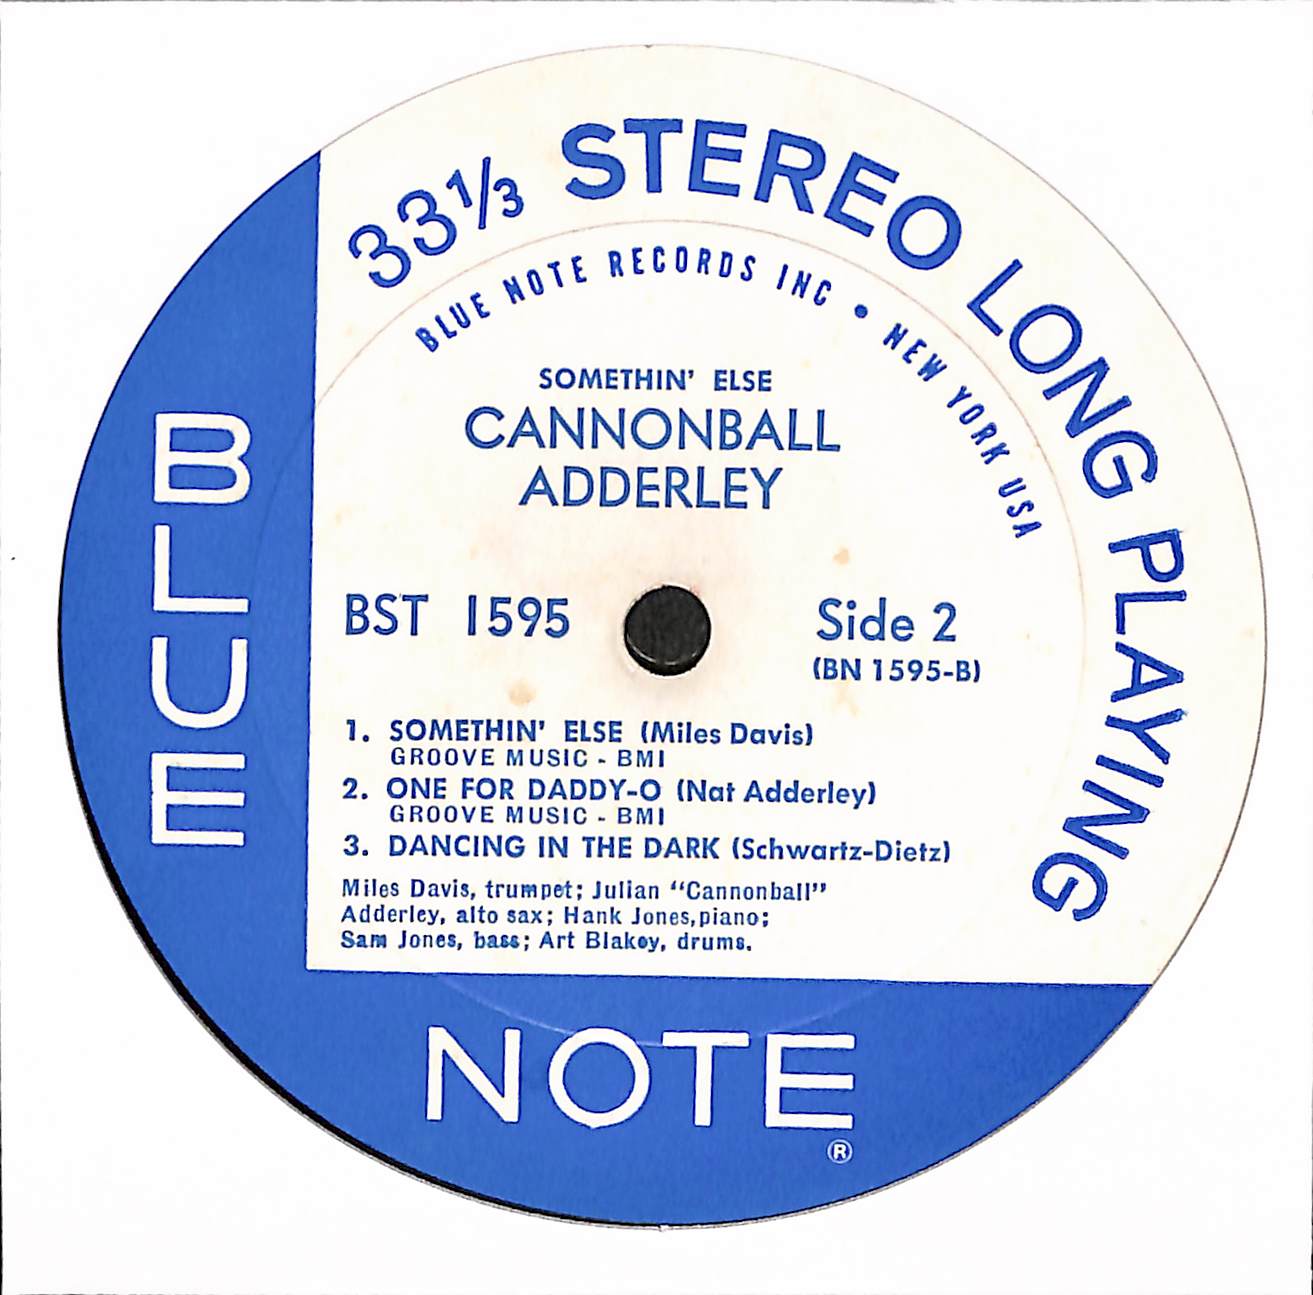 33⅓ STEREO LONG PLAYING
BLUE NOTE RECORDS INC • NEW YORK USA
SOMETHIN' ELSE
CANNONBALL
ADDERLEY
BST 1595
Side 2
(BN 1595-B)
1. SOMETHIN' ELSE (Miles Davis)
GROOVE MUSIC - BMI
2. ONE FOR DADDY-O (Nat Adderley)
GROOVE MUSIC - BMI
3. DANCING IN THE DARK (Schwartz-Dietz)
Miles Davis, trumpet; Julian "Cannonball"
Adderley, alto sax; Hank Jones,piano;
Sam Jones, bass; Art Blakey, drums.
BLUE
NOTE
®